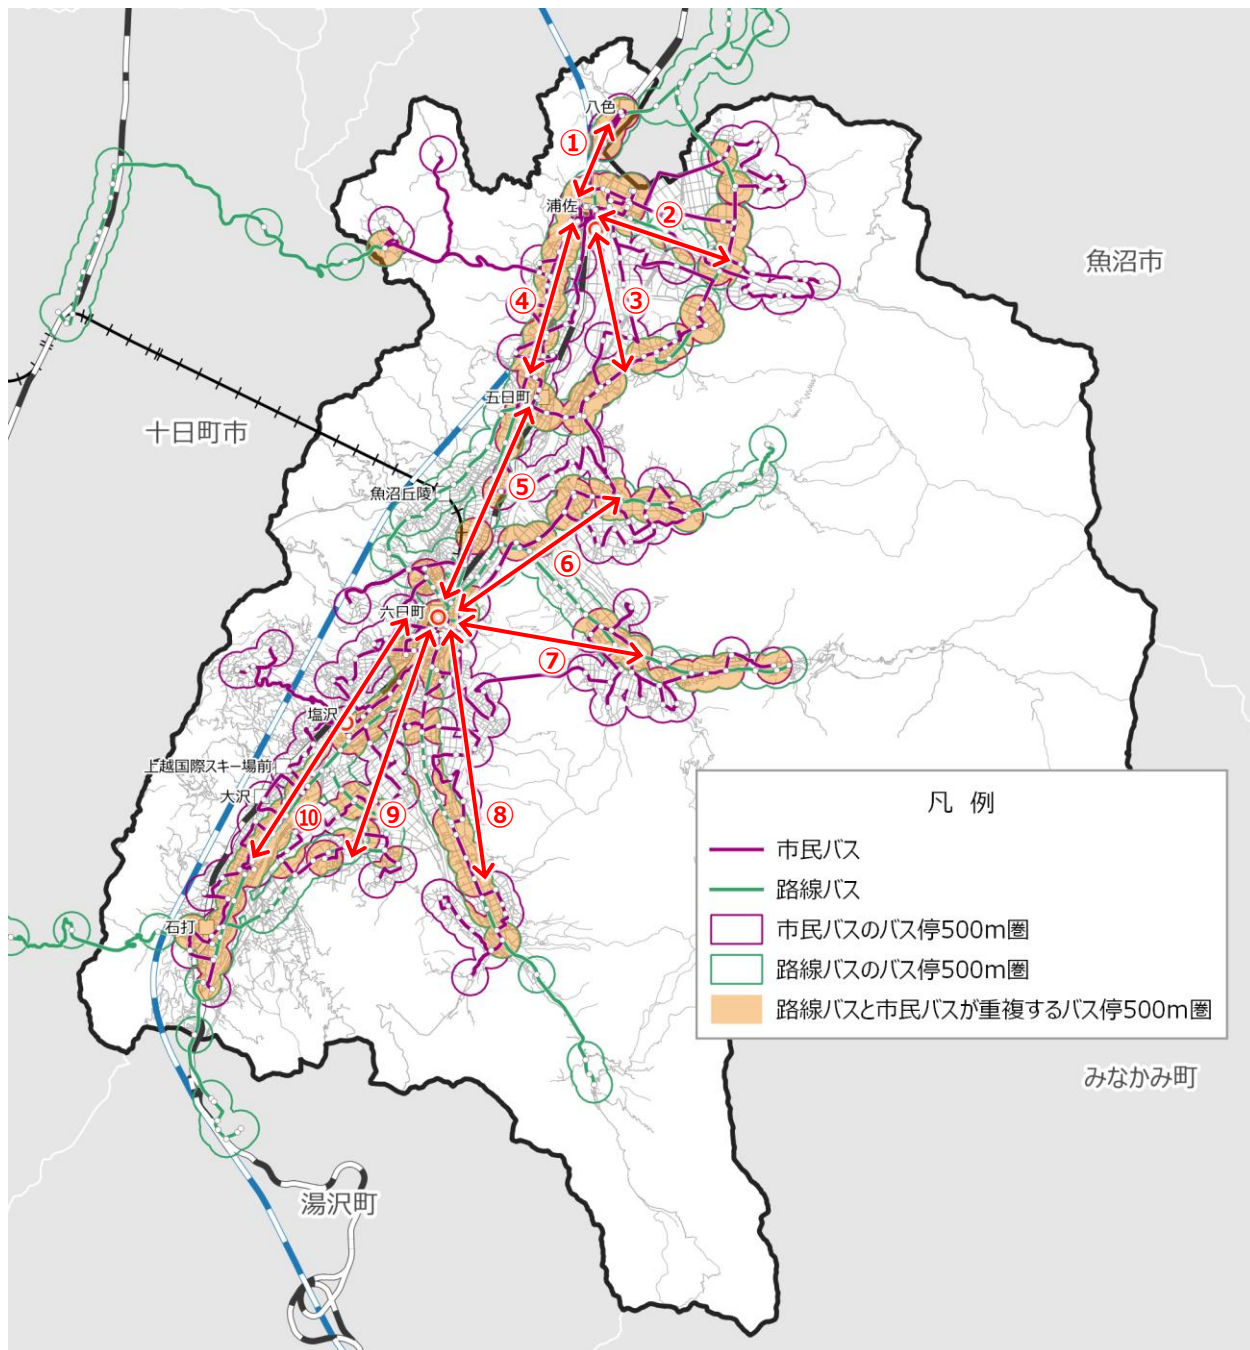 八色
①
浦佐
②
魚沼市
④
③
五日町
十日町市
魚沼丘陵
⑤
⑥
六日町
⑦
塩沢
上越国際スキー場前
大沢
⑩
⑨
⑧
石打
凡 例
市民バス
路線バス
市民バスのバス停500m圏
路線バスのバス停500m圏
路線バスと市民バスが重複するバス停500m圏
みなかみ町
湯沢町